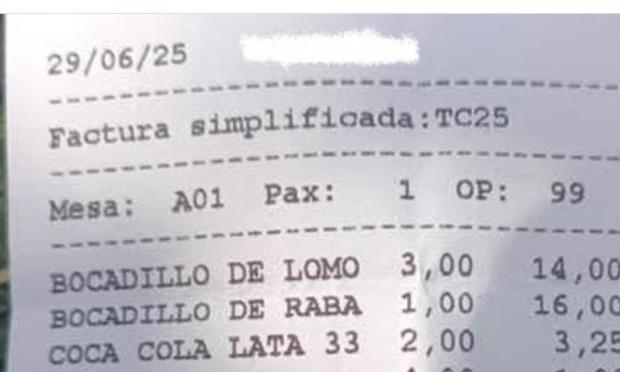 29/06/25
Factura simplificada:TC25
Mesa: A01 Pax: 1 OP: 99
BOCADILLO DE LOMO 3,00 14,00
BOCADILLO DE RABA 1,00 16,00
COCA COLA LATA 33 2,00 3,25